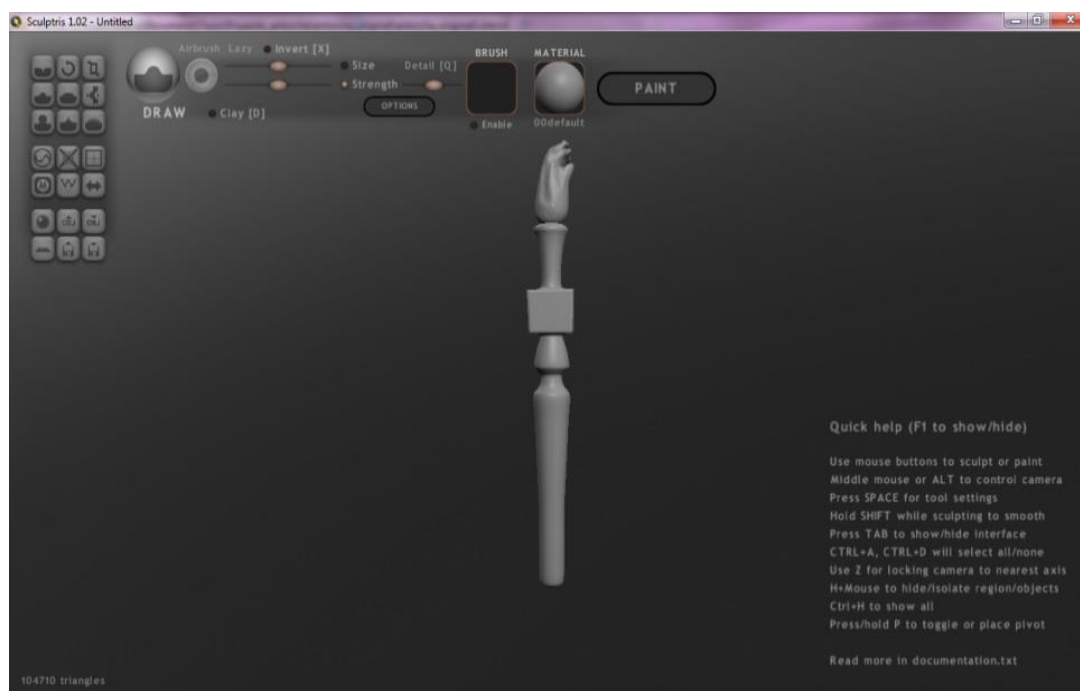 Sculptris 1.02 - Untitled
Airbrush Lazy Invert [X]
Size Detail [Q]
Strength
OPTIONS
DRAW Clay [D]
BRUSH
Enable
MATERIAL
00default
PAINT
OBJ OBJ
Quick help (F1 to show/hide)
Use mouse buttons to sculpt or paint
Middle mouse or ALT to control camera
Press SPACE for tool settings
Hold SHIFT while sculpting to smooth
Press TAB to show/hide interface
CTRL+A, CTRL+D will select all/none
Use Z for locking camera to nearest axis
H+Mouse to hide/isolate region/objects
Ctrl+H to show all
Press/hold P to toggle or place pivot
Read more in documentation.txt
104710 triangles